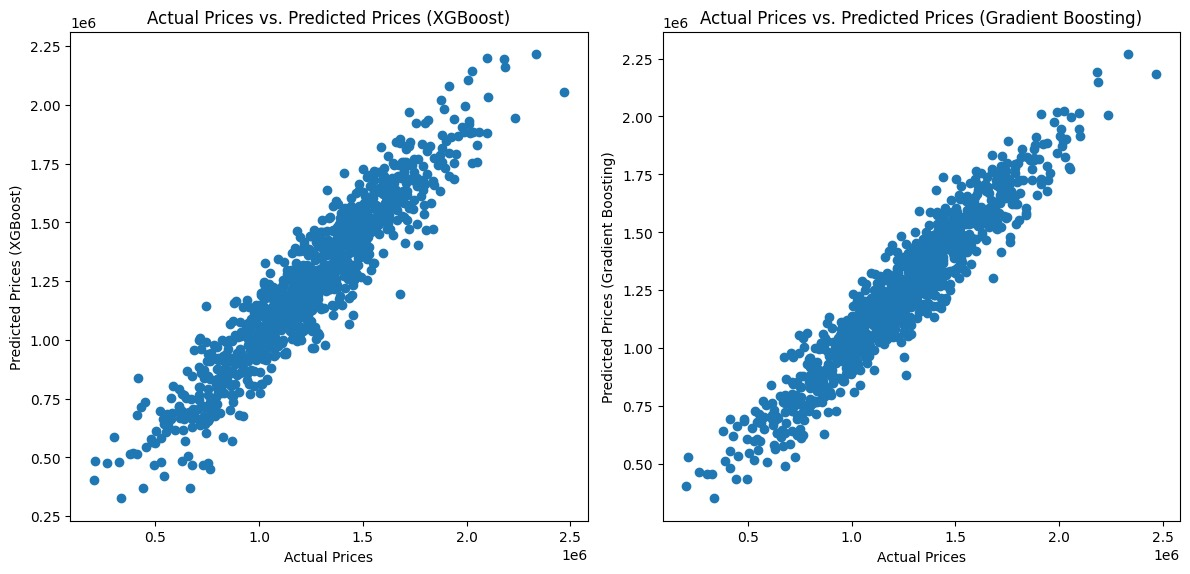 Actual Prices vs. Predicted Prices (XGBoost)
1e6
2.25
2.00
1.75
1.50
1.25
1.00
0.75
0.50
0.25
Predicted Prices (XGBoost)
0.5
1.0
1.5
2.0
2.5
1e6
Actual Prices
Actual Prices vs. Predicted Prices (Gradient Boosting)
1e6
2.25
2.00
1.75
1.50
1.25
1.00
0.75
0.50
Predicted Prices (Gradient Boosting)
0.5
1.0
1.5
2.0
2.5
1e6
Actual Prices